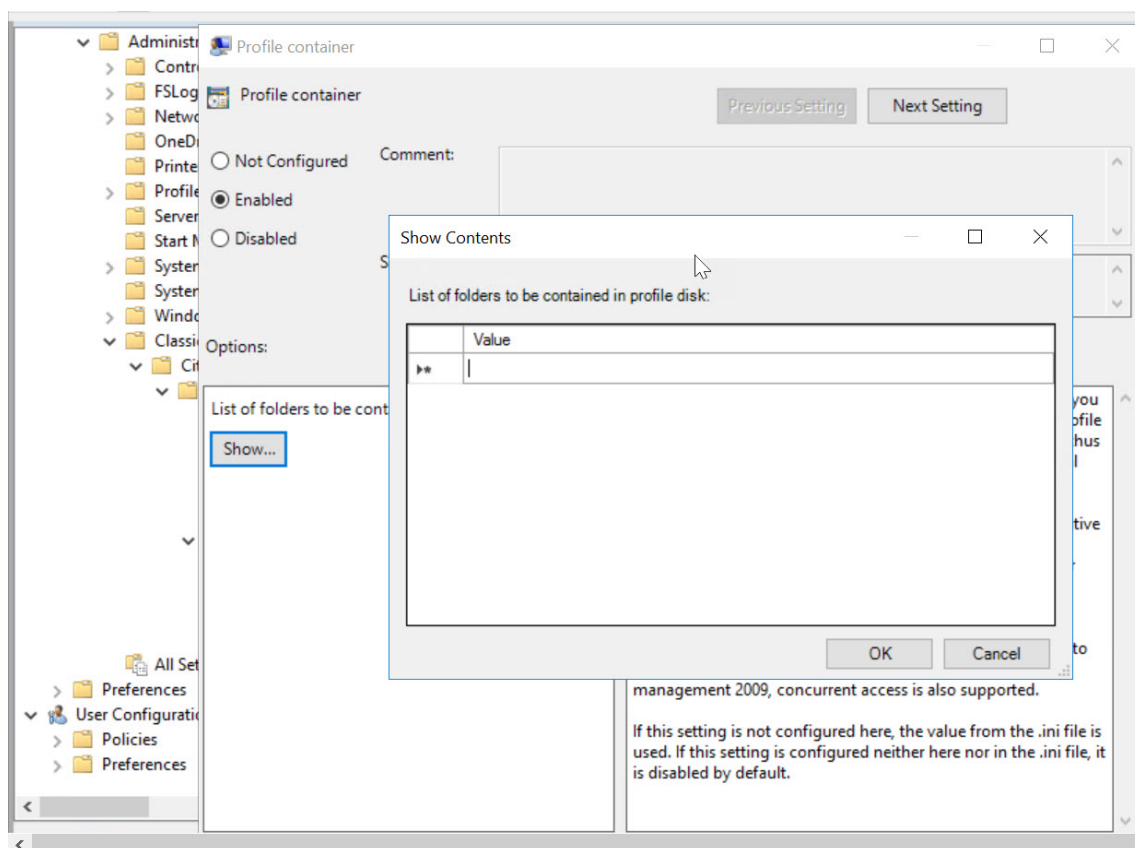 Profile container
Profile container
Previous Setting
Next Setting
Not Configured
Enabled
Disabled
Comment:
Options:
List of folders to be cont
Show...
Show Contents
List of folders to be contained in profile disk:
Value
OK
Cancel
you
ofile
hus
tive
to
management 2009, concurrent access is also supported.
If this setting is not configured here, the value from the .ini file is
used. If this setting is configured neither here nor in the .ini file, it
is disabled by default.
Administr
Contr
FSLog
Netwo
OneDr
Printe
Profile
Server
Start M
System
System
Windo
Classi
Cit
All Set
Preferences
User Configuratio
Policies
Preferences